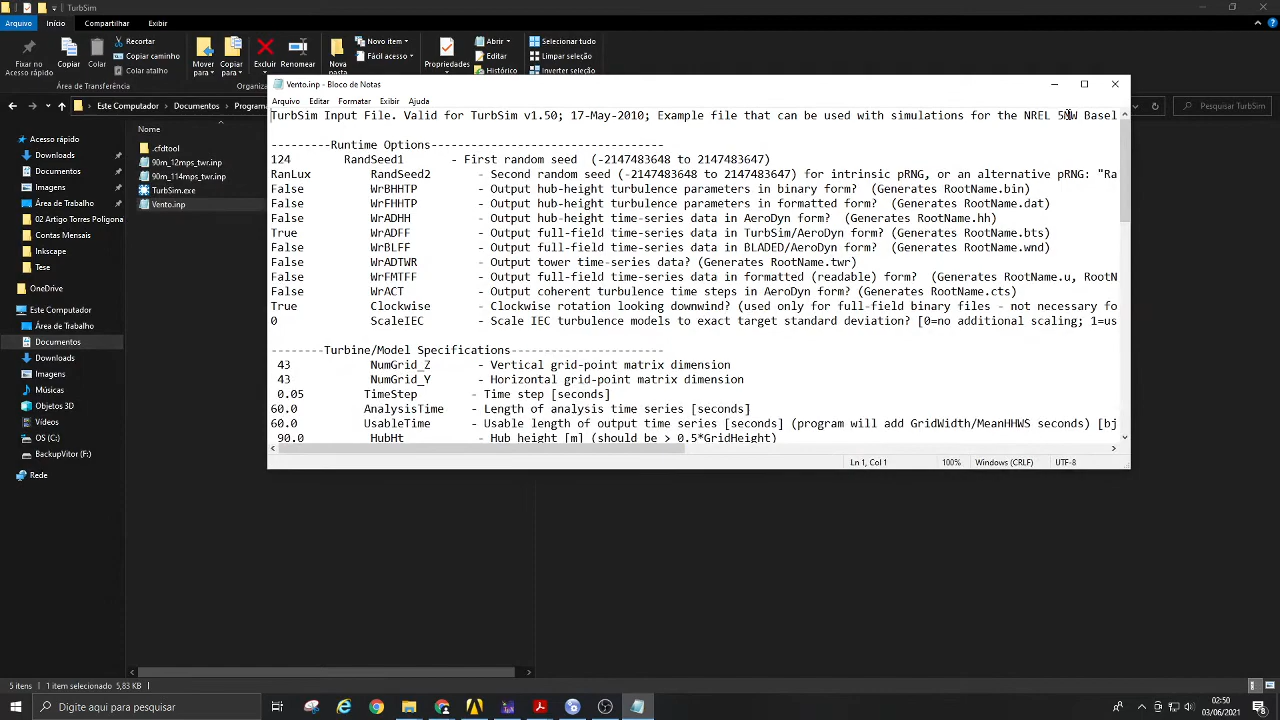 TurbSim
Arquivo Início Compartilhar Exibir
Fixar no Acesso rápido
Copiar
Colar
Recortar
Copiar caminho
Colar atalho
Área de Transferência
Mover para
Copiar para
Excluir
Renomear
Nova pasta
Novo item
Fácil acesso
Propriedades
Abrir
Editar
Histórico
Selecionar tudo
Limpar seleção
Inverter seleção
Este Computador > Documentos
Pesquisar TurbSim
Downloads
Documentos
Imagens
Área de Trabalho
02 Artigo Torres Poligona
Contas Mensais
Inkscape
Tese
OneDrive
Este Computador
Área de Trabalho
Documentos
Downloads
Imagens
Músicas
Objetos 3D
Vídeos
OS (C:)
BackupVitor (F:)
Rede
Nome
.cfdtool
90m_12mps_twr.inp
90m_114mps_twr.inp
TurbSim.exe
Vento.inp
Vento.inp - Bloco de Notas
Arquivo Editar Formatar Exibir Ajuda
TurbSim Input File. Valid for TurbSim v1.50; 17-May-2010; Example file that can be used with simulations for the NREL 5MW Basel
---------Runtime Options-----------------------------------
124 RandSeed1 - First random seed (-2147483648 to 2147483647)
RanLux RandSeed2 - Second random seed (-2147483648 to 2147483647) for intrinsic pRNG, or an alternative pRNG: "Ra
False WrBHHTP - Output hub-height turbulence parameters in binary form? (Generates RootName.bin)
False WrFHHTP - Output hub-height turbulence parameters in formatted form? (Generates RootName.dat)
False WrADHH - Output hub-height time-series data in AeroDyn form? (Generates RootName.hh)
True WrADFF - Output full-field time-series data in TurbSim/AeroDyn form? (Generates RootName.bts)
False WrBLFF - Output full-field time-series data in BLADED/AeroDyn form? (Generates RootName.wnd)
False WrADTWR - Output tower time-series data? (Generates RootName.twr)
False WrFMTFF - Output full-field time-series data in formatted (readable) form? (Generates RootName.u, RootN
False WrACT - Output coherent turbulence time steps in AeroDyn form? (Generates RootName.cts)
True Clockwise - Clockwise rotation looking downwind? (used only for full-field binary files - not necessary fo
0 ScaleIEC - Scale IEC turbulence models to exact target standard deviation? [0=no additional scaling; 1=us
--------Turbine/Model Specifications-----------------------
43 NumGrid_Z - Vertical grid-point matrix dimension
43 NumGrid_Y - Horizontal grid-point matrix dimension
0.05 TimeStep - Time step [seconds]
60.0 AnalysisTime - Length of analysis time series [seconds]
60.0 UsableTime - Usable length of output time series [seconds] (program will add GridWidth/MeanHHWS seconds) [bj
90.0 HubHt - Hub height [m] (should be > 0.5*GridHeight)
Ln 1, Col 1 100% Windows (CRLF) UTF-8
5 itens 1 item selecionado 5,83 KB
Digite aqui para pesquisar
02:50
03/06/2021